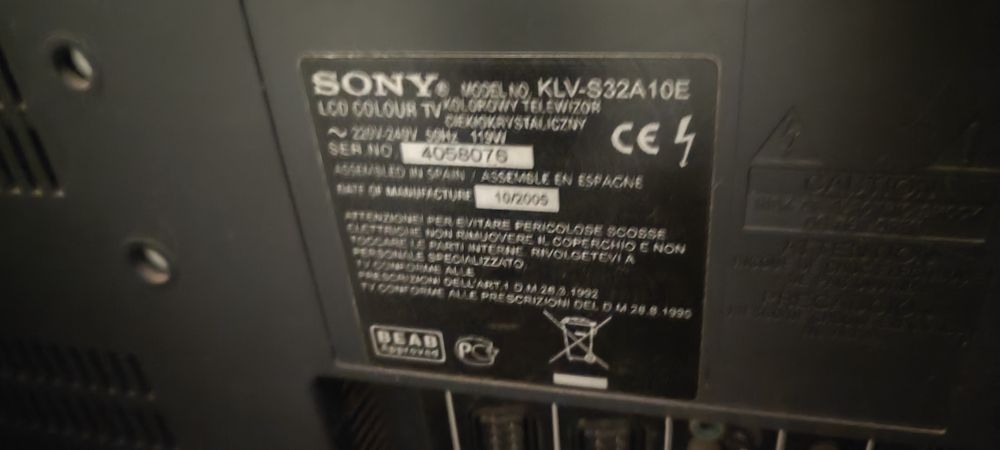 SONY® MODEL NO. KLV-S32A10E
LCD COLOUR TV KOLOROWY TELEWIZOR
CIEKŁOKRYSTALICZNY
~ 220V-240V 50Hz 119W
SER.NO. 4058076
ASSEMBLED IN SPAIN / ASSEMBLE EN ESPAGNE
DATE OF MANUFACTURE 10/2005
ATTENZIONE! PER EVITARE PERICOLOSE SCOSSE
ELETTRICHE NON RIMUOVERE IL COPERCHIO E NON
TOCCARE LE PARTI INTERNE. RIVOLGETEVI A
PERSONALE SPECIALIZZATO.
TV CONFORME ALLE
PRESCRIZIONI DELL'ART.1 D.M 28.3.1992
TV CONFORME ALLE PRESCRIZIONI DEL D M 26.8.1995
CE
BEAB
Approved
CAUTION